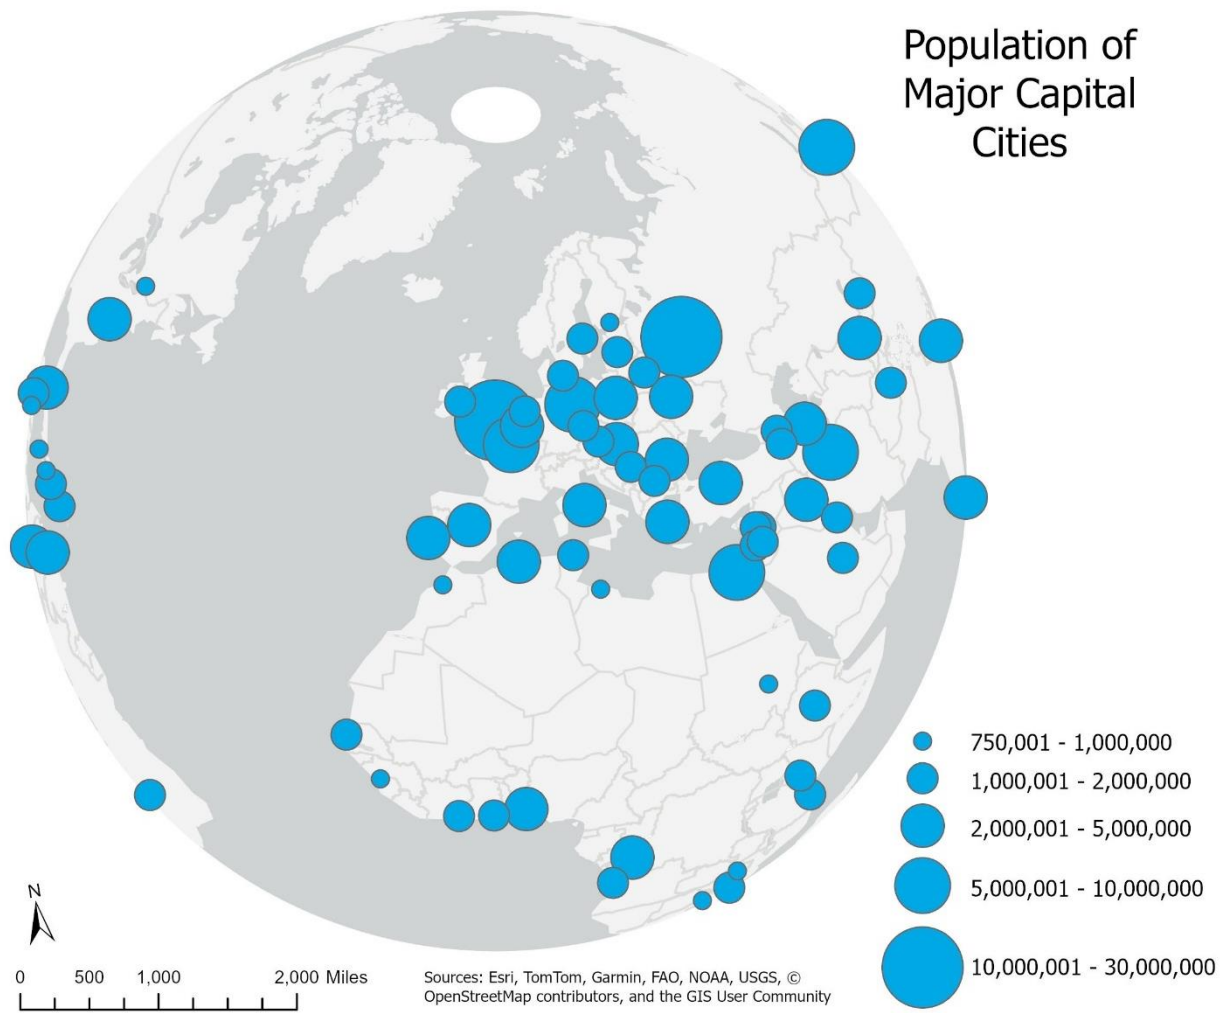 Population of
Major Capital
Cities
750,001 - 1,000,000
1,000,001 - 2,000,000
2,000,001 - 5,000,000
5,000,001 - 10,000,000
10,000,001 - 30,000,000
N
0 500 1,000 2,000 Miles
Sources: Esri, TomTom, Garmin, FAO, NOAA, USGS, ©
OpenStreetMap contributors, and the GIS User Community